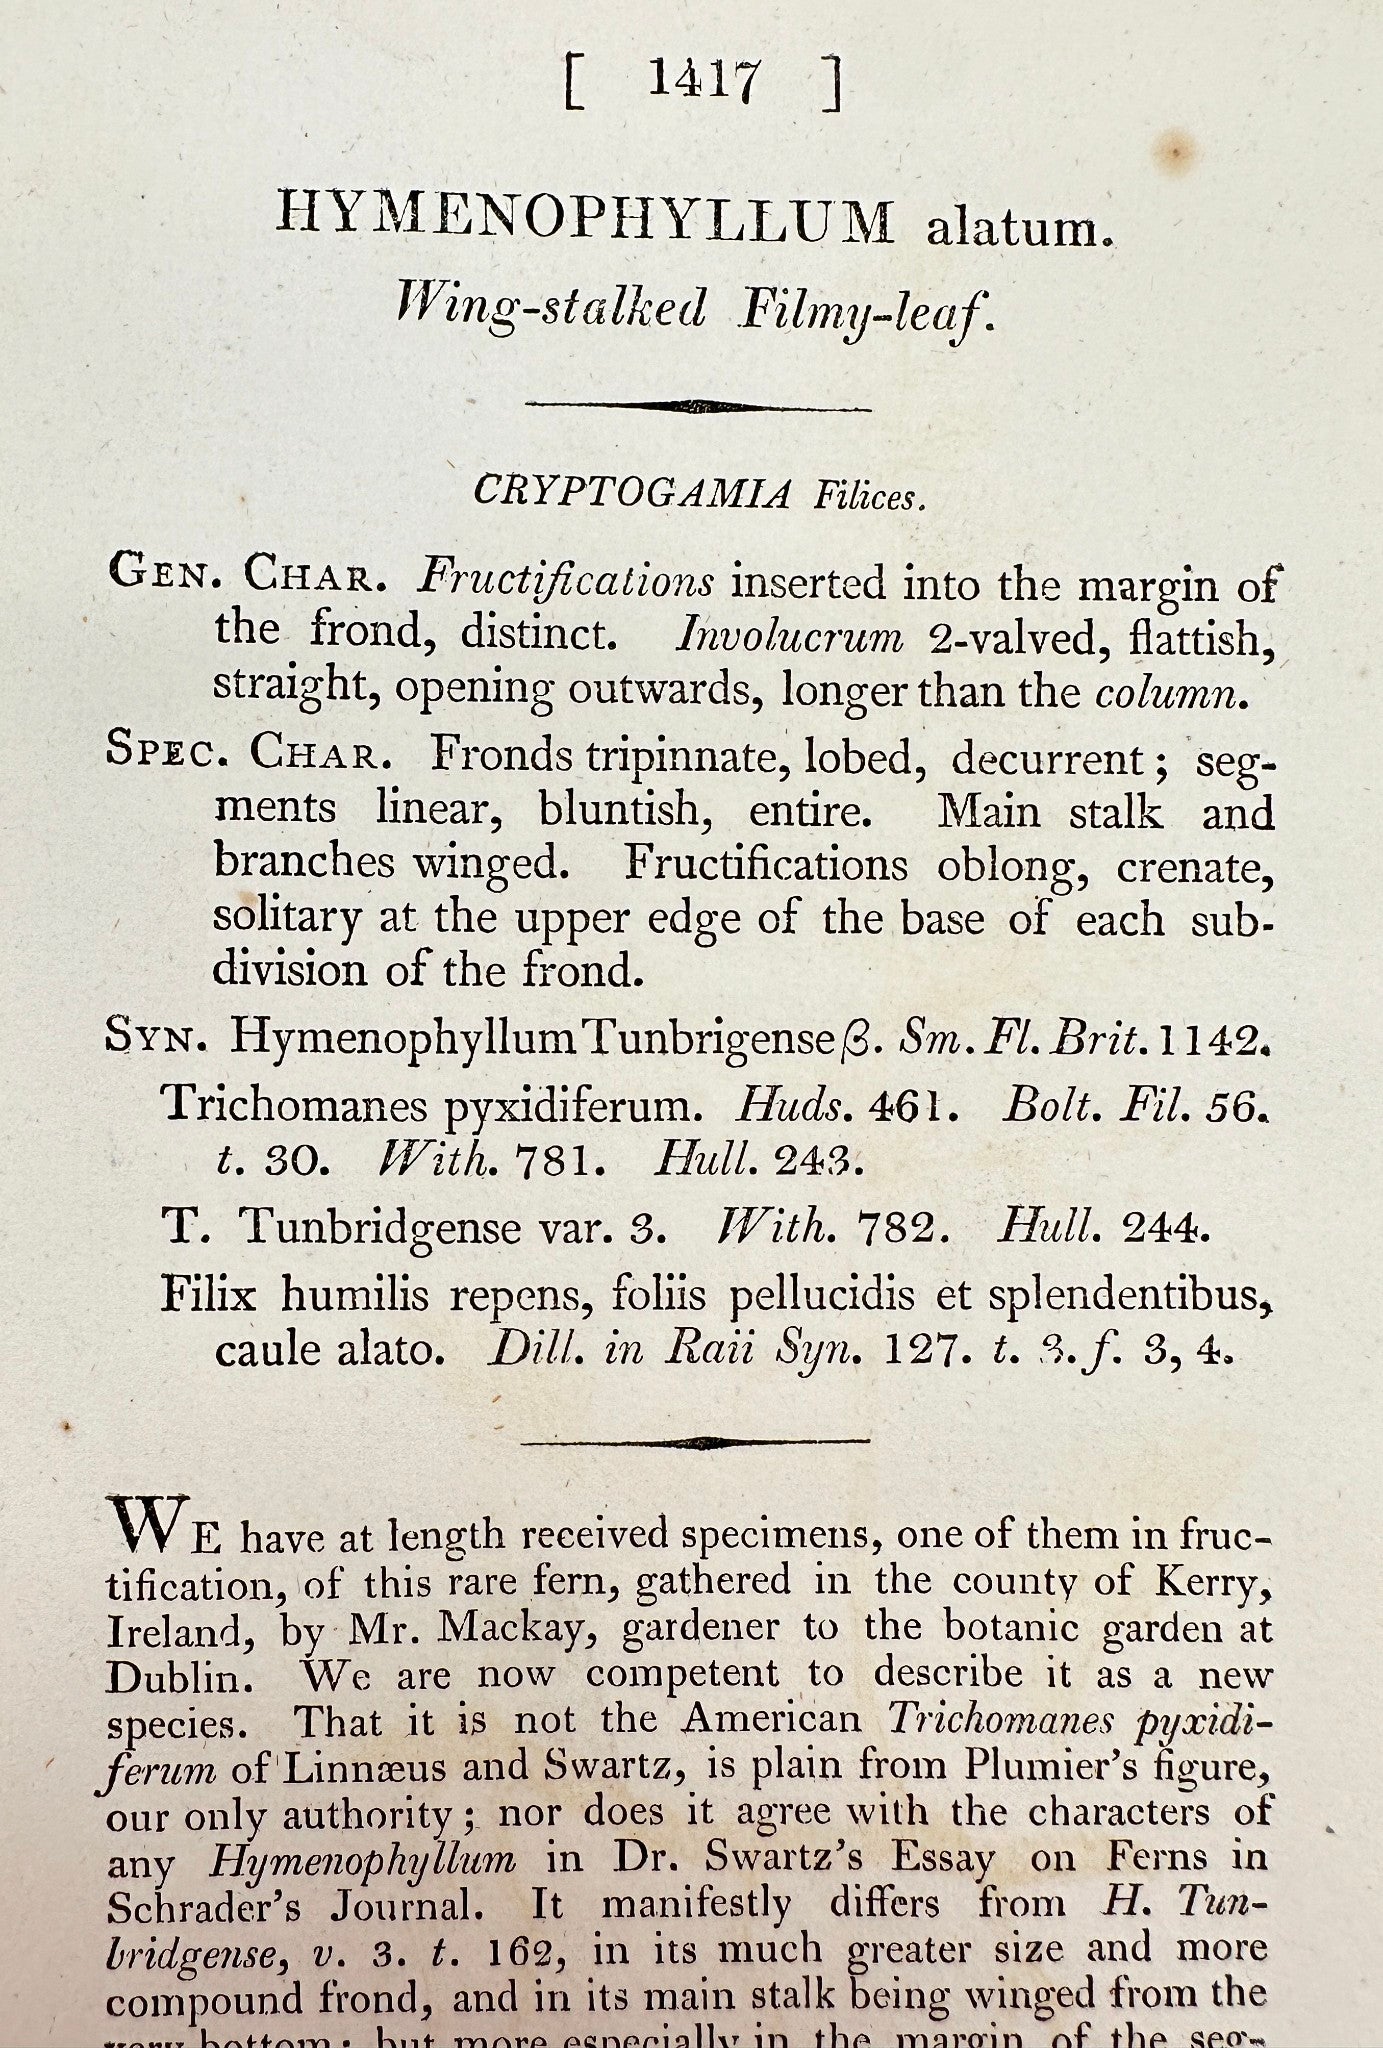 [ 1417 ]
HYMENOPHYLLUM alatum.
Wing-stalked Filmy-leaf.
CRYPTOGAMIA Filices.
GEN. CHAR. Fructifications inserted into the margin of
the frond, distinct. Involucrum 2-valved, flattish,
straight, opening outwards, longer than the column.
SPEC. CHAR. Fronds tripinnate, lobed, decurrent; seg-
ments linear, bluntish, entire. Main stalk and
branches winged. Fructifications oblong, crenate,
solitary at the upper edge of the base of each sub-
division of the frond.
SYN. Hymenophyllum Tunbrigense β. Sm. Fl. Brit. 1142.
Trichomanes pyxidiferum. Huds. 461. Bolt. Fil. 56.
t. 30. With. 781. Hull. 243.
T. Tunbridgense var. 3. With. 782. Hull. 244.
Filix humilis repens, foliis pellucidis et splendentibus,
caule alato. Dill. in Raii Syn. 127. t. 3. f. 3, 4.
WE have at length received specimens, one of them in fruc-
tification, of this rare fern, gathered in the county of Kerry,
Ireland, by Mr. Mackay, gardener to the botanic garden at
Dublin. We are now competent to describe it as a new
species. That it is not the American Trichomanes pyxidi-
ferum of Linnæus and Swartz, is plain from Plumier's figure,
our only authority; nor does it agree with the characters of
any Hymenophyllum in Dr. Swartz's Essay on Ferns in
Schrader's Journal. It manifestly differs from H. Tun-
bridgense, v. 3. t. 162, in its much greater size and more
compound frond, and in its main stalk being winged from the
very bottom; but more especially in the margin of the seg-